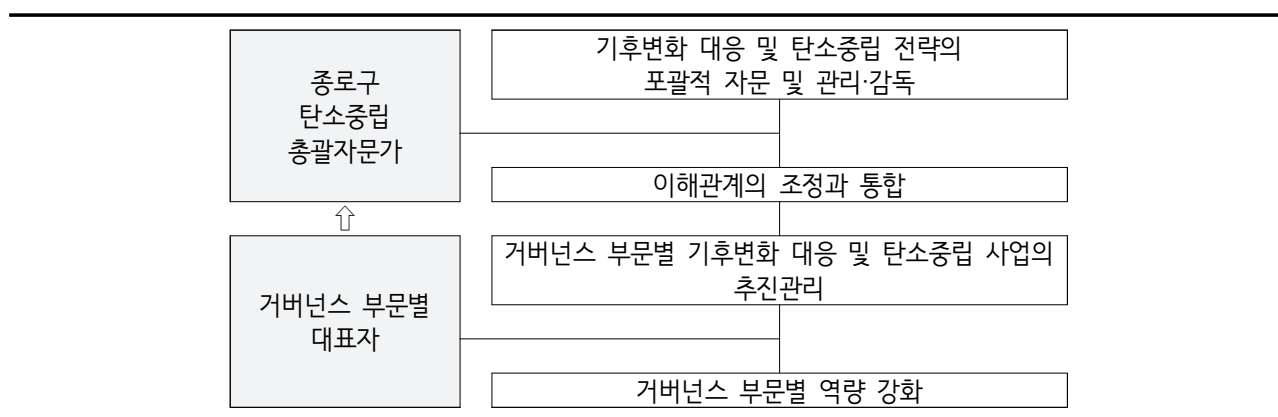 종로구
탄소중립
총괄자문가
기후변화 대응 및 탄소중립 전략의
포괄적 자문 및 관리·감독
이해관계의 조정과 통합
⇧
거버넌스 부문별
대표자
거버넌스 부문별 기후변화 대응 및 탄소중립 사업의
추진관리
거버넌스 부문별 역량 강화